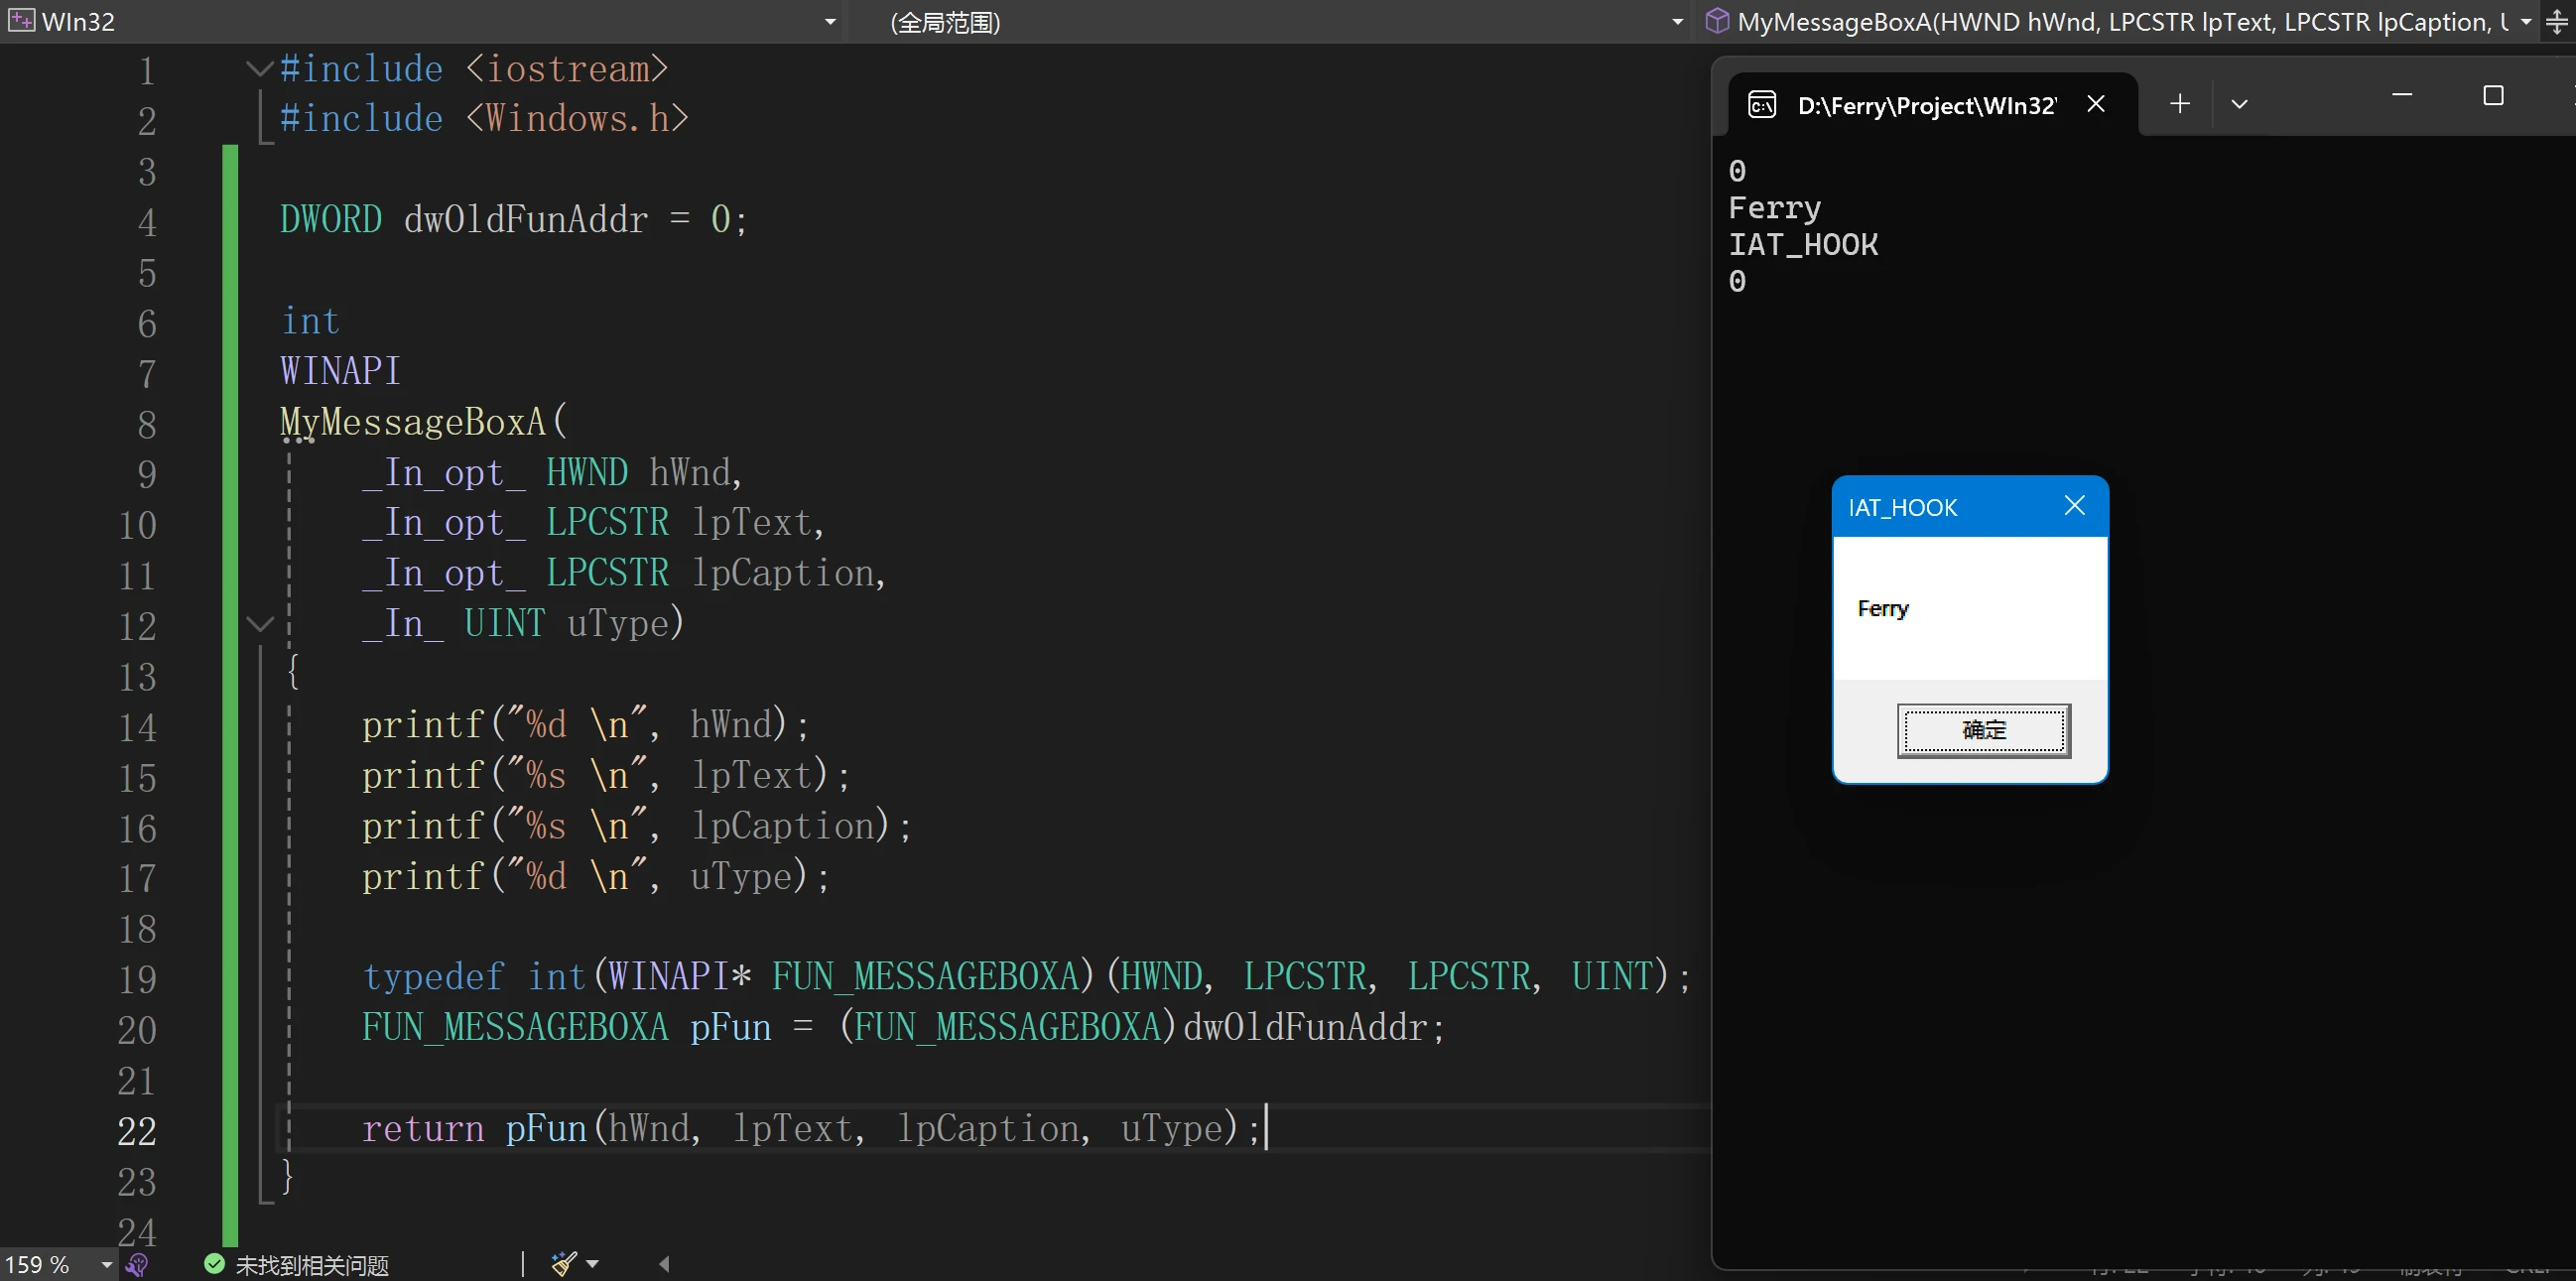 WIn32
(全局范围)
MyMessageBoxA(HWND hWnd, LPCSTR lpText, LPCSTR lpCaption, U
1 #include <iostream>
2 #include <Windows.h>
3
4 DWORD dwOldFunAddr = 0;
5
6 int
7 WINAPI
8 MyMessageBoxA(
9 _In_opt_ HWND hWnd,
10 _In_opt_ LPCSTR lpText,
11 _In_opt_ LPCSTR lpCaption,
12 _In_ UINT uType)
13 {
14 printf("%d \n", hWnd);
15 printf("%s \n", lpText);
16 printf("%s \n", lpCaption);
17 printf("%d \n", uType);
18
19 typedef int(WINAPI* FUN_MESSAGEBOXA)(HWND, LPCSTR, LPCSTR, UINT);
20 FUN_MESSAGEBOXA pFun = (FUN_MESSAGEBOXA)dwOldFunAddr;
21
22 return pFun(hWnd, lpText, lpCaption, uType);
23 }
24
159 %
未找到相关问题
D:\Ferry\Project\WIn32
0
Ferry
IAT_HOOK
0
IAT_HOOK
Ferry
确定